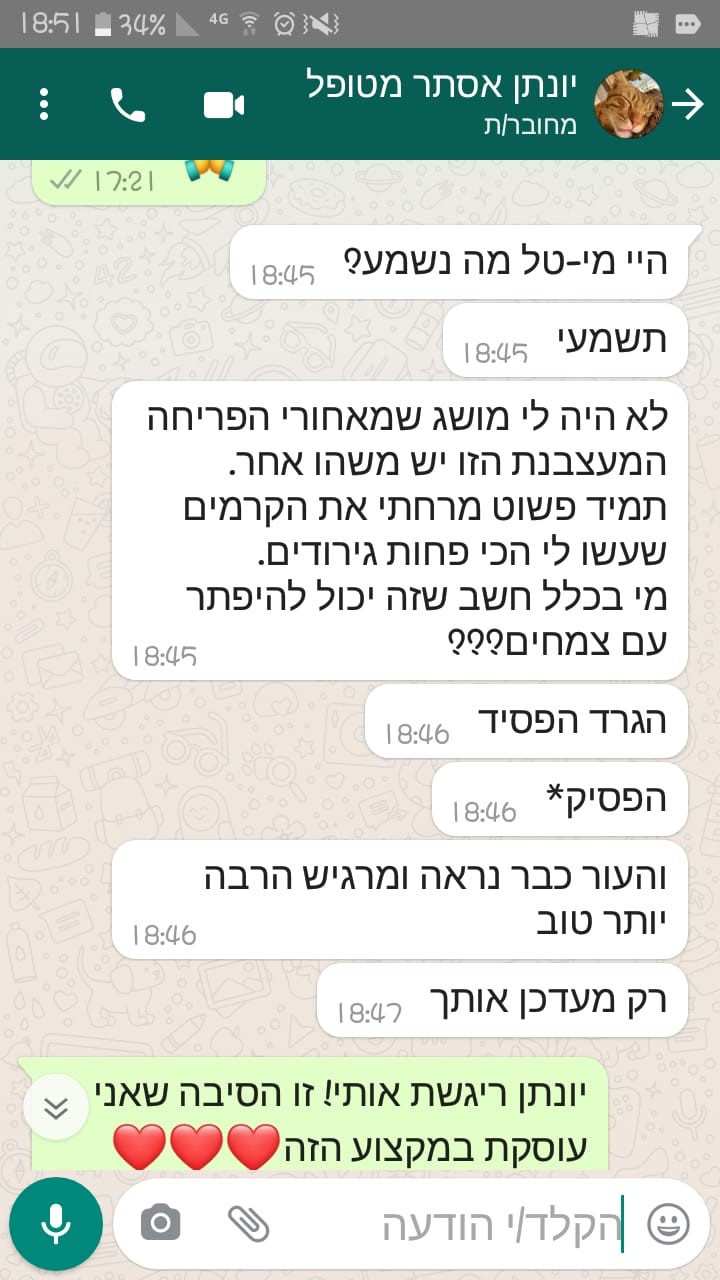 18:51 34% 4G
יונתן אסתר מטופל
מחובר/ת
17:21
היי מי-טל מה נשמע?
18:45
תשמעי
18:45
לא היה לי מושג שמאחורי הפריחה
המעצבנת הזו יש משהו אחר.
תמיד פשוט מרחתי את הקרמים
שעשו לי הכי פחות גירודים.
מי בכלל חשב שזה יכול להיפתר
עם צמחים???
18:45
הגרד הפסיד
18:46
הפסיק*
18:46
והעור כבר נראה ומרגיש הרבה
יותר טוב
18:46
רק מעדכן אותך
18:47
יונתן ריגשת אותי! זו הסיבה שאני
עוסקת במקצוע הזה❤️❤️❤️
הקלד/י הודעה